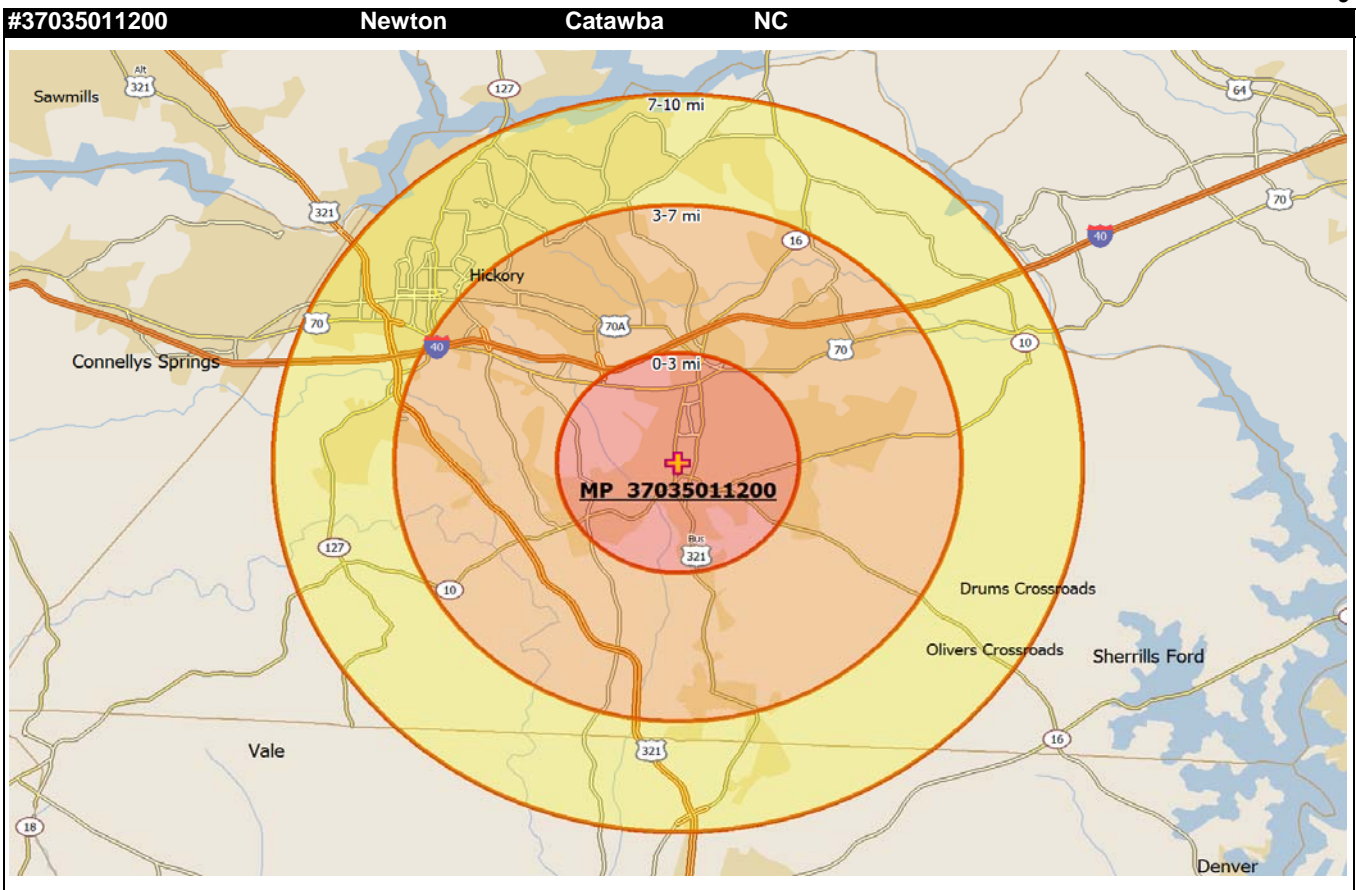 #37035011200 Newton Catawba NC
Alt
321
Sawmills
127
64
7-10 mi
70
321
3-7 mi
16
40
Hickory
70
70A
10
40
70
Connellys Springs
0-3 mi
MP 37035011200
127
Bus
321
10
Drums Crossroads
Olivers Crossroads
Sherrills Ford
Vale
321
16
18
Denver